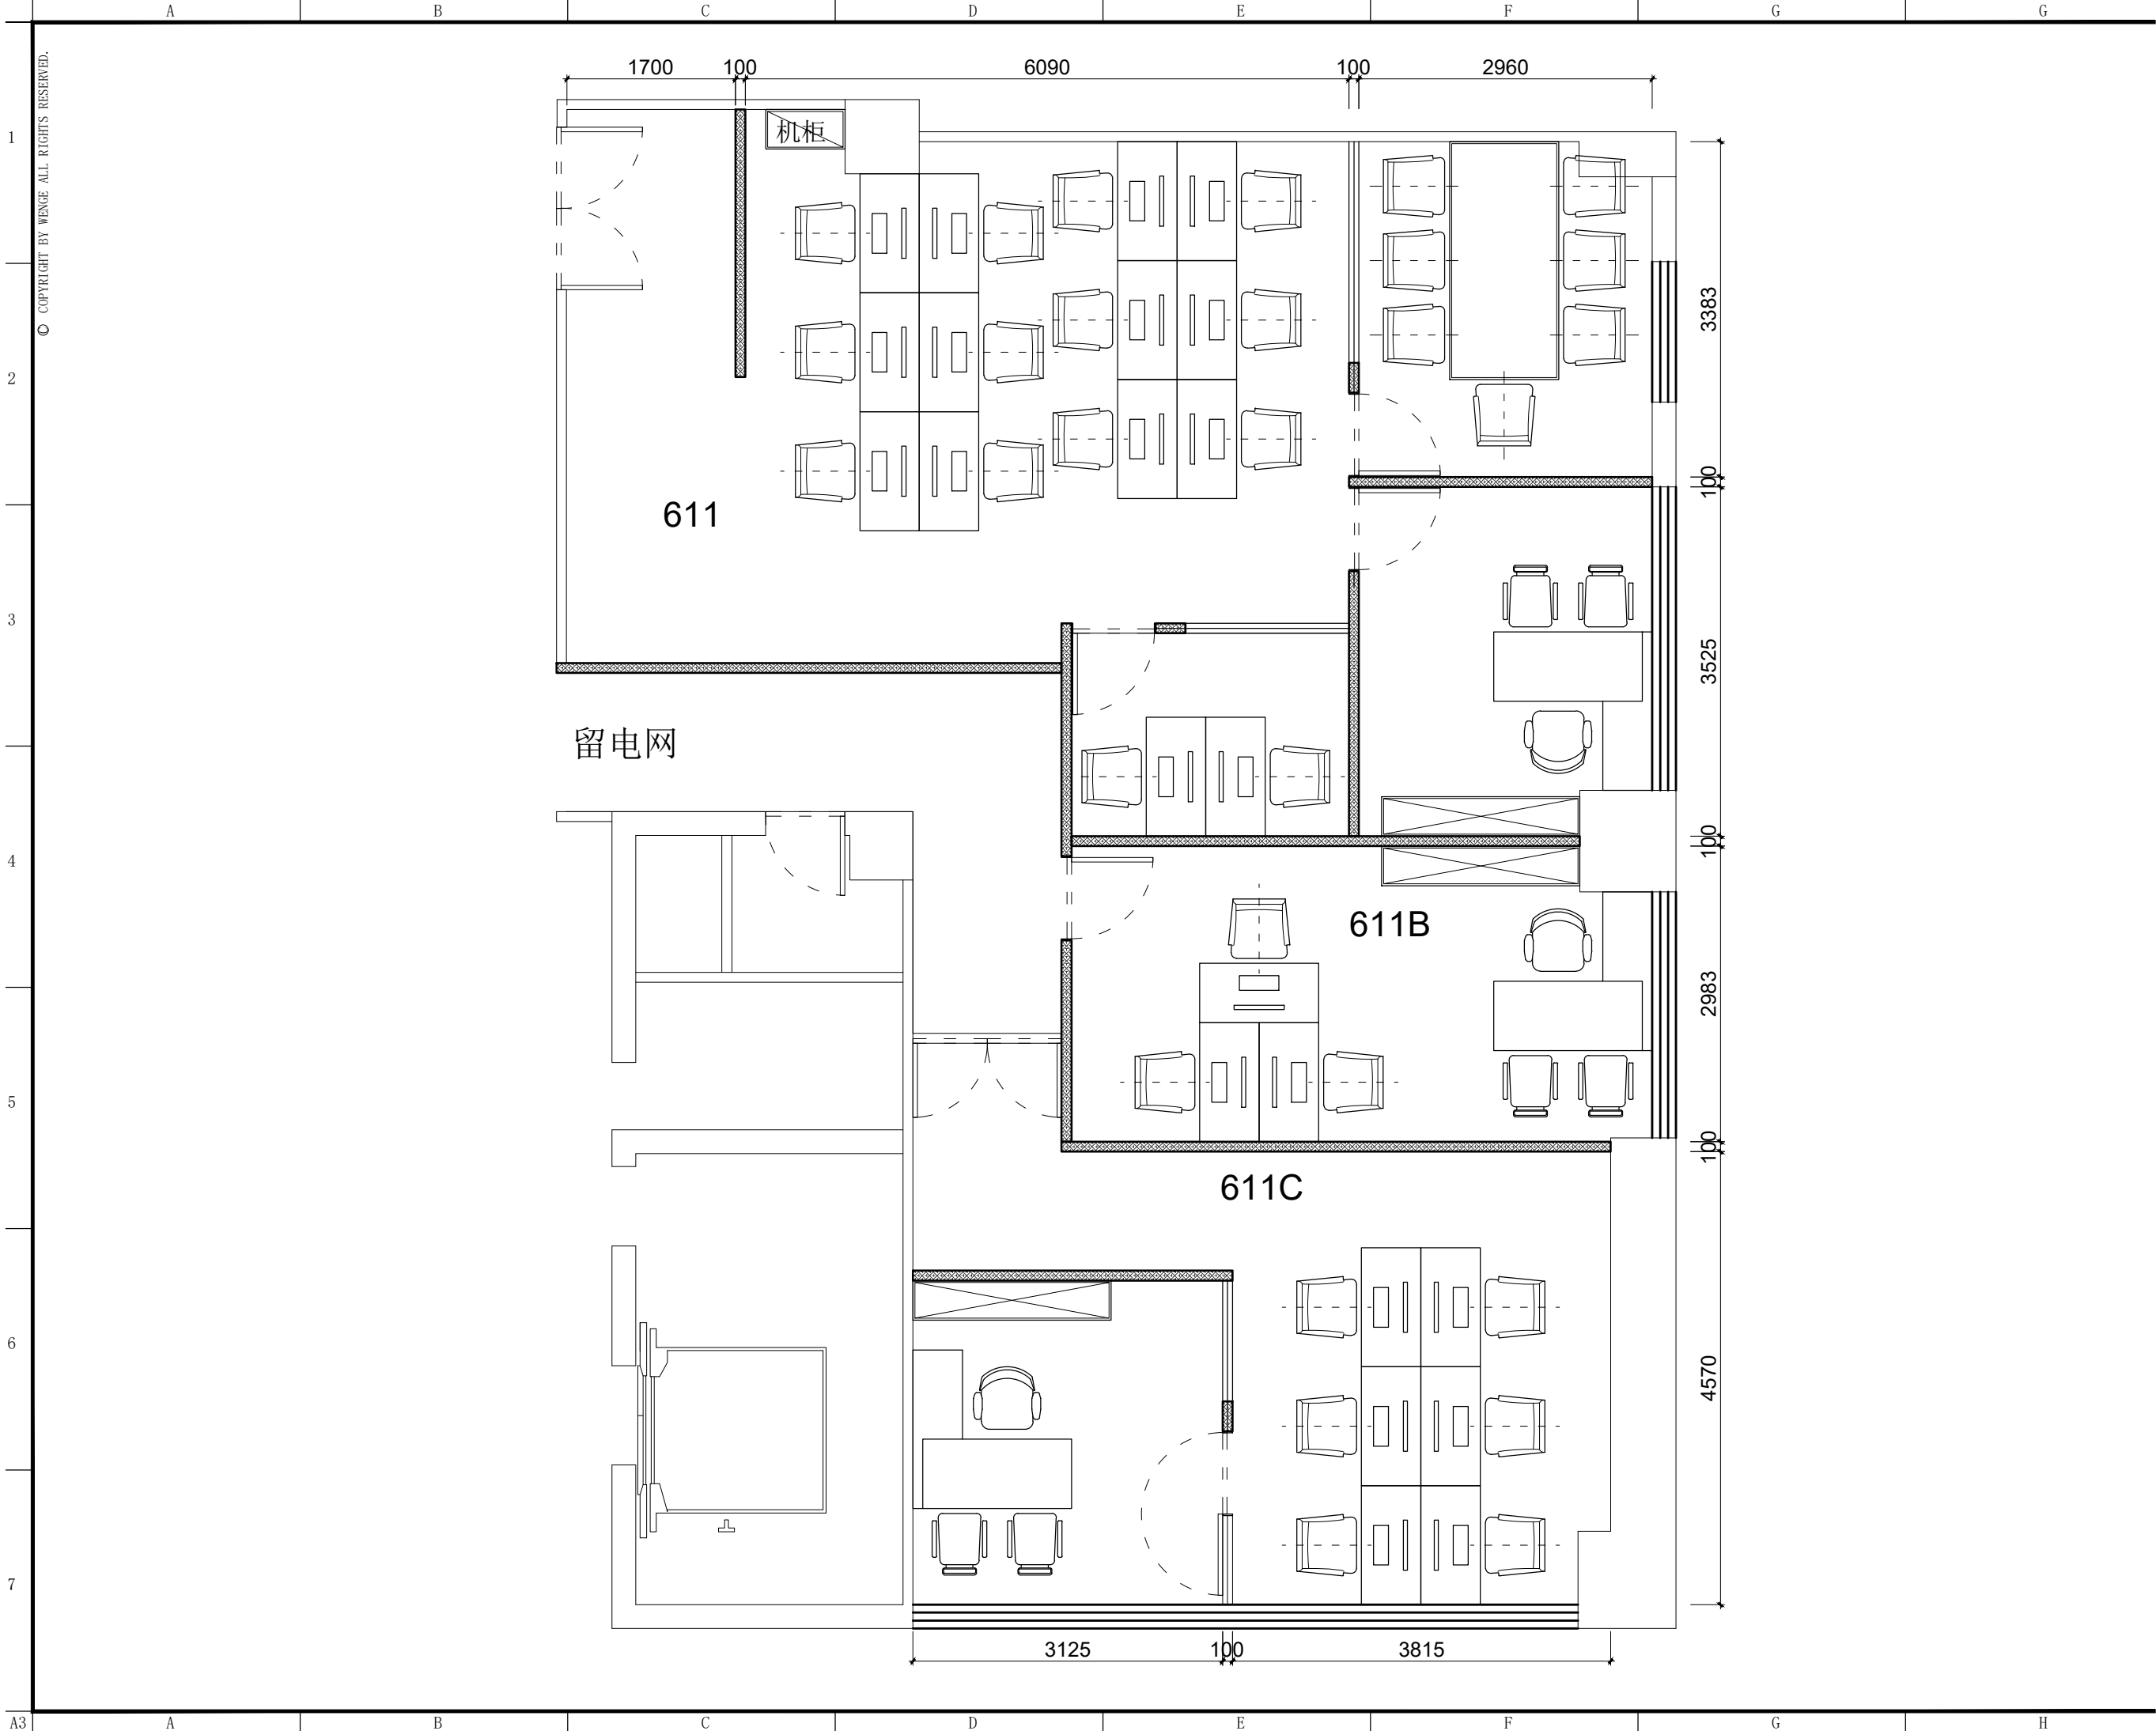 A B C D E F G H
© COPYRIGHT BY WENGE ALL RIGHTS RESERVED.
1700 100 6090 100 2960
机柜
1
3383
2
100
611
3
3525
留电网
4
100
611B
2983
5
100
611C
6
4570
7
3125 100 3815
A3 A B C D E F G H